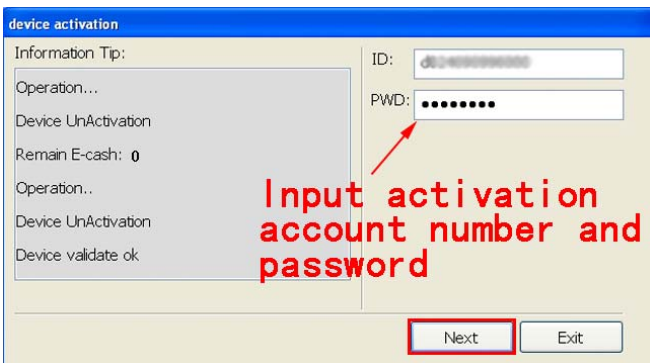 device activation
Information Tip:
Operation...
Device UnActivation
Remain E-cash: 0
Operation..
Device UnActivation
Device validate ok
ID:
PWD: ●●●●●●●●
Input activation
account number and
password
Next
Exit